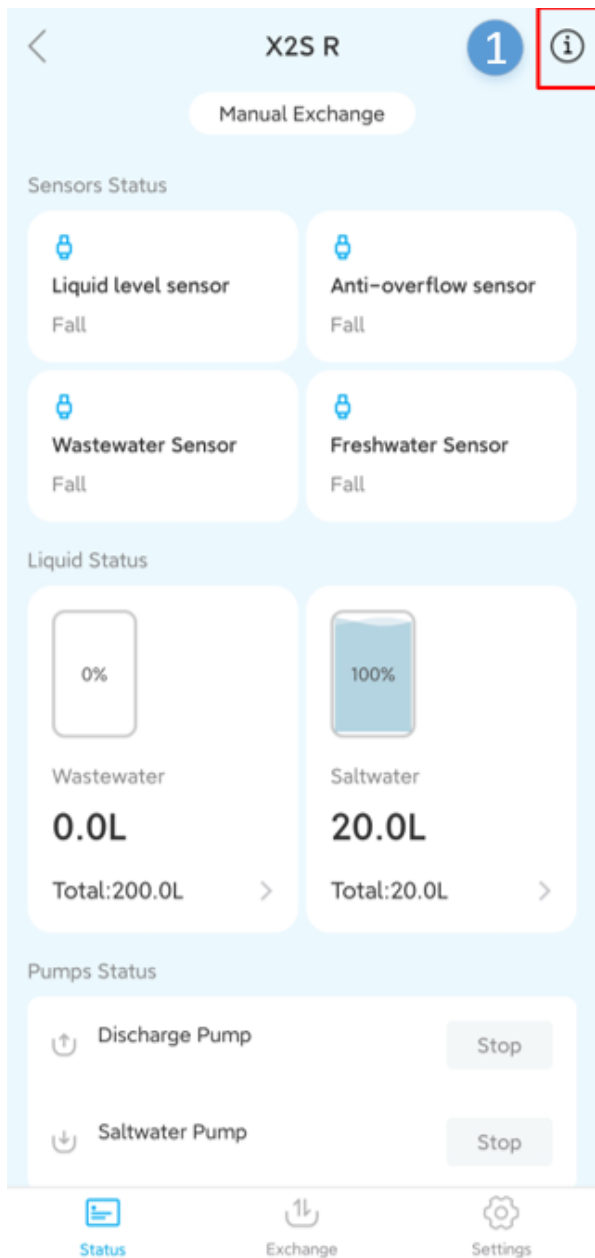 X2S R
1
Manual Exchange
Sensors Status
Liquid level sensor
Fall
Anti-overflow sensor
Fall
Wastewater Sensor
Fall
Freshwater Sensor
Fall
Liquid Status
0%
Wastewater
0.0L
Total:200.0L
100%
Saltwater
20.0L
Total:20.0L
Pumps Status
Discharge Pump
Stop
Saltwater Pump
Stop
Status
Exchange
Settings